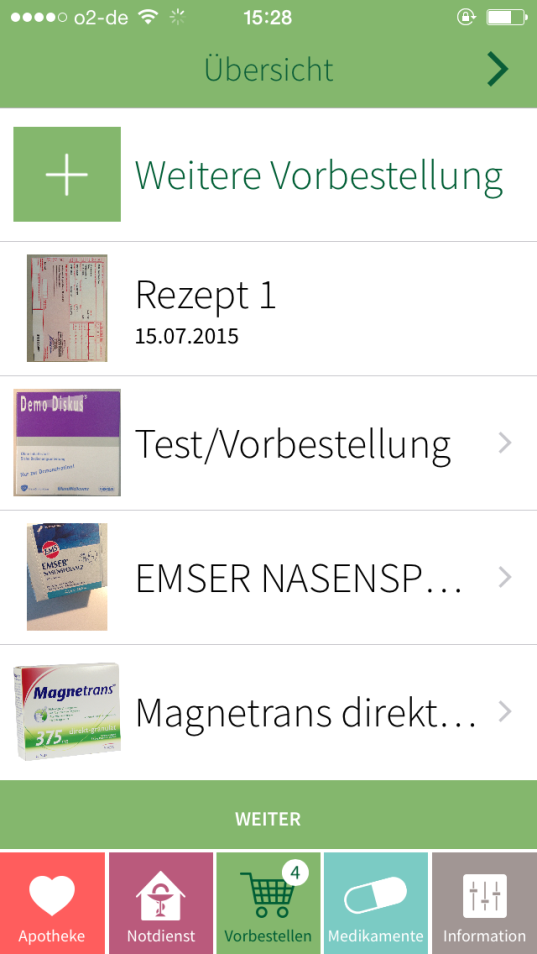 o2-de 15:28
Übersicht
Weitere Vorbestellung
Rezept 1
15.07.2015
Demo Diskus
Test/Vorbestellung
EMS
EMSER
EMSER NASENSP...
Magnetrans
375
Magnetrans direkt...
WEITER
4
Apotheke Notdienst Vorbestellen Medikamente Information